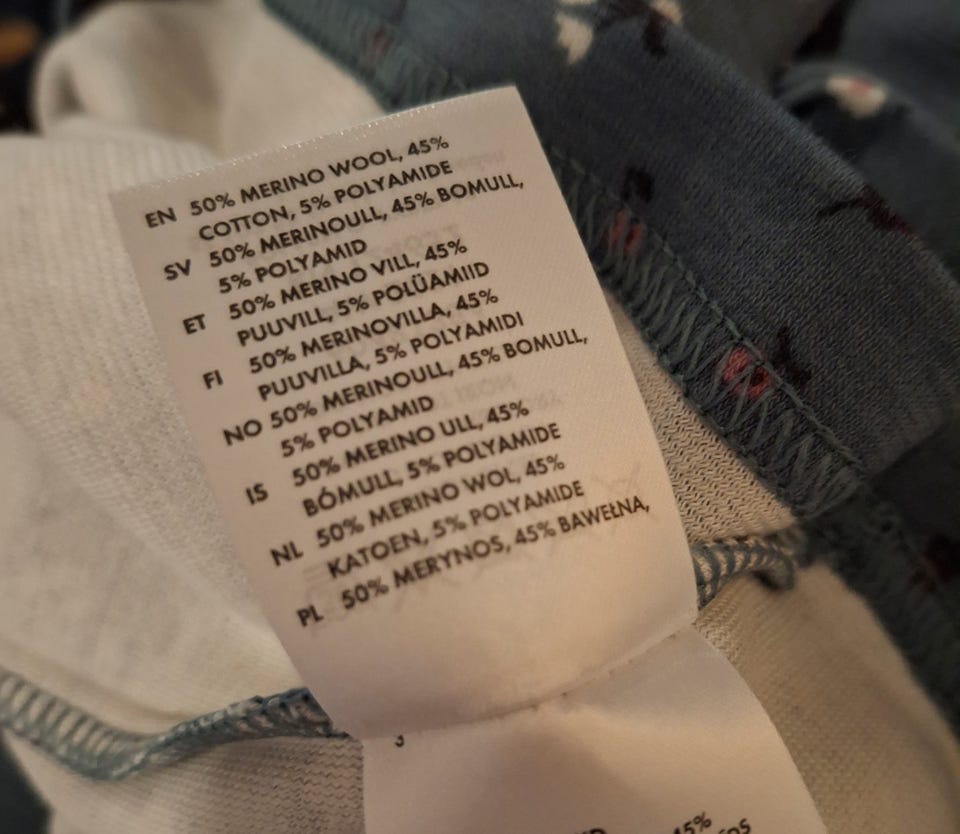 EN 50% MERINO WOOL, 45%
COTTON, 5% POLYAMIDE
SV 50% MERINOULL, 45% BOMULL,
5% POLYAMID
ET 50% MERINO VILL, 45%
PUUVILL, 5% POLÜAMIID
FI 50% MERINOVILLA, 45%
PUUVILLA, 5% POLYAMIDI
NO 50% MERINOULL, 45% BOMULL,
5% POLYAMID
IS 50% MERINO ULL, 45%
BÓMULL, 5% POLYAMIDE
NL 50% MERINO WOL, 45%
KATOEN, 5% POLYAMIDE
PL 50% MERYNOS, 45% BAWEŁNA,
3
45%